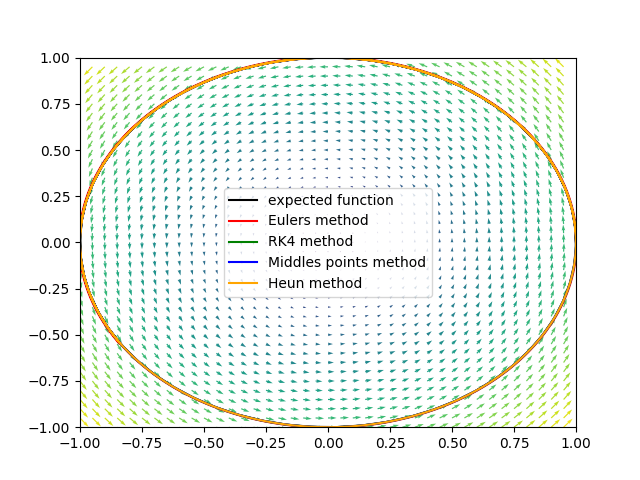 1.00
0.75
0.50
0.25
0.00
−0.25
−0.50
−0.75
−1.00
expected function
Eulers method
RK4 method
Middles points method
Heun method
−1.00 −0.75 −0.50 −0.25 0.00 0.25 0.50 0.75 1.00